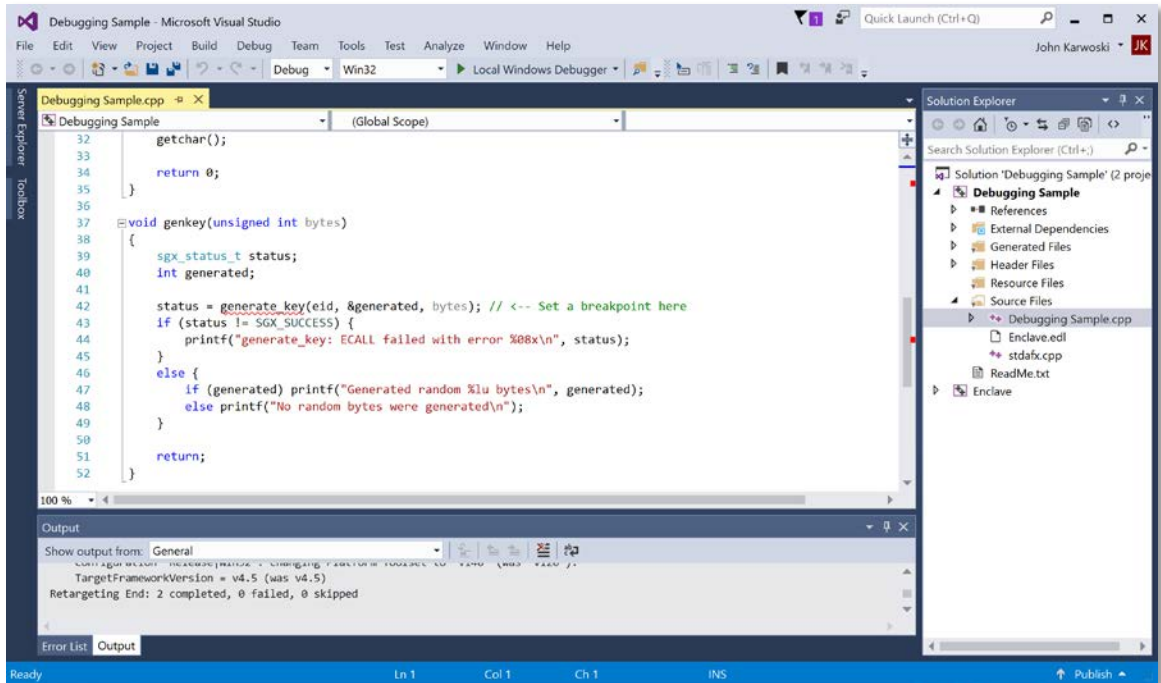 Debugging Sample - Microsoft Visual Studio
1
Quick Launch (Ctrl+Q)
File Edit View Project Build Debug Team Tools Test Analyze Window Help
John Karwoski JK
Debug Win32 Local Windows Debugger
Server Explorer
Toolbox
Debugging Sample.cpp
Debugging Sample (Global Scope)
32 getchar();
33
34 return 0;
35 }
36
37 void genkey(unsigned int bytes)
38 {
39 sgx_status_t status;
40 int generated;
41
42 status = generate_key(eid, &generated, bytes); // <-- Set a breakpoint here
43 if (status != SGX_SUCCESS) {
44 printf("generate_key: ECALL failed with error %08x\n", status);
45 }
46 else {
47 if (generated) printf("Generated random %lu bytes\n", generated);
48 else printf("No random bytes were generated\n");
49 }
50
51 return;
52 }
100 %
Solution Explorer
Search Solution Explorer (Ctrl+;)
Solution 'Debugging Sample' (2 proje
Debugging Sample
References
External Dependencies
Generated Files
Header Files
Resource Files
Source Files
Debugging Sample.cpp
Enclave.edl
stdafx.cpp
ReadMe.txt
Enclave
Output
Show output from: General
TargetFrameworkVersion = v4.5 (was v4.5)
Retargeting End: 2 completed, 0 failed, 0 skipped
Error List Output
Ready Ln 1 Col 1 Ch 1 INS Publish